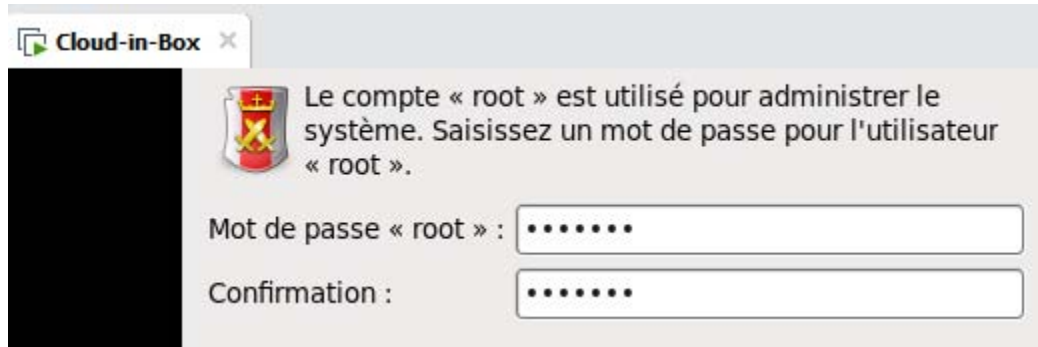 Cloud-in-Box
Le compte « root » est utilisé pour administrer le
système. Saisissez un mot de passe pour l'utilisateur
« root ».
Mot de passe « root » : •••••••
Confirmation : •••••••